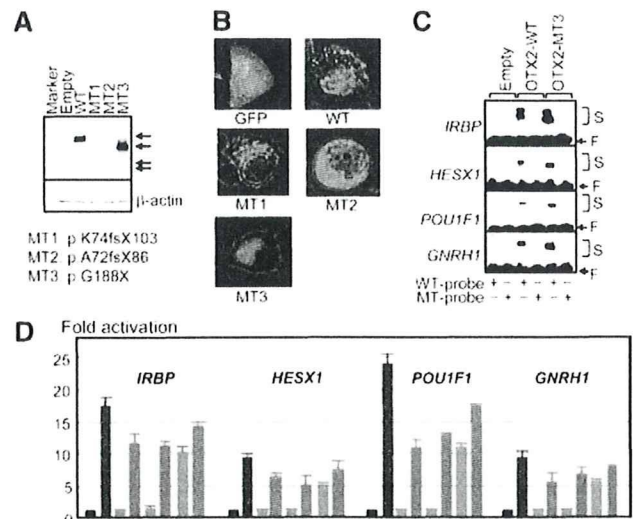 A
Marker
Empty
WT
MT1
MT2
MT3
β-actin
MT1 p K74fsX103
MT2 p A72fsX86
MT3 p G188X
B
GFP
WT
MT1
MT2
MT3
C
Empty
OTX2-WT
OTX2-MT3
IRBP
S
F
HESX1
S
F
POU1F1
S
F
GNRH1
S
F
WT-probe + - + - + -
MT-probe - + - + - +
D
Fold activation
25
20
15
10
5
0
IRBP
HESX1
POU1F1
GNRH1